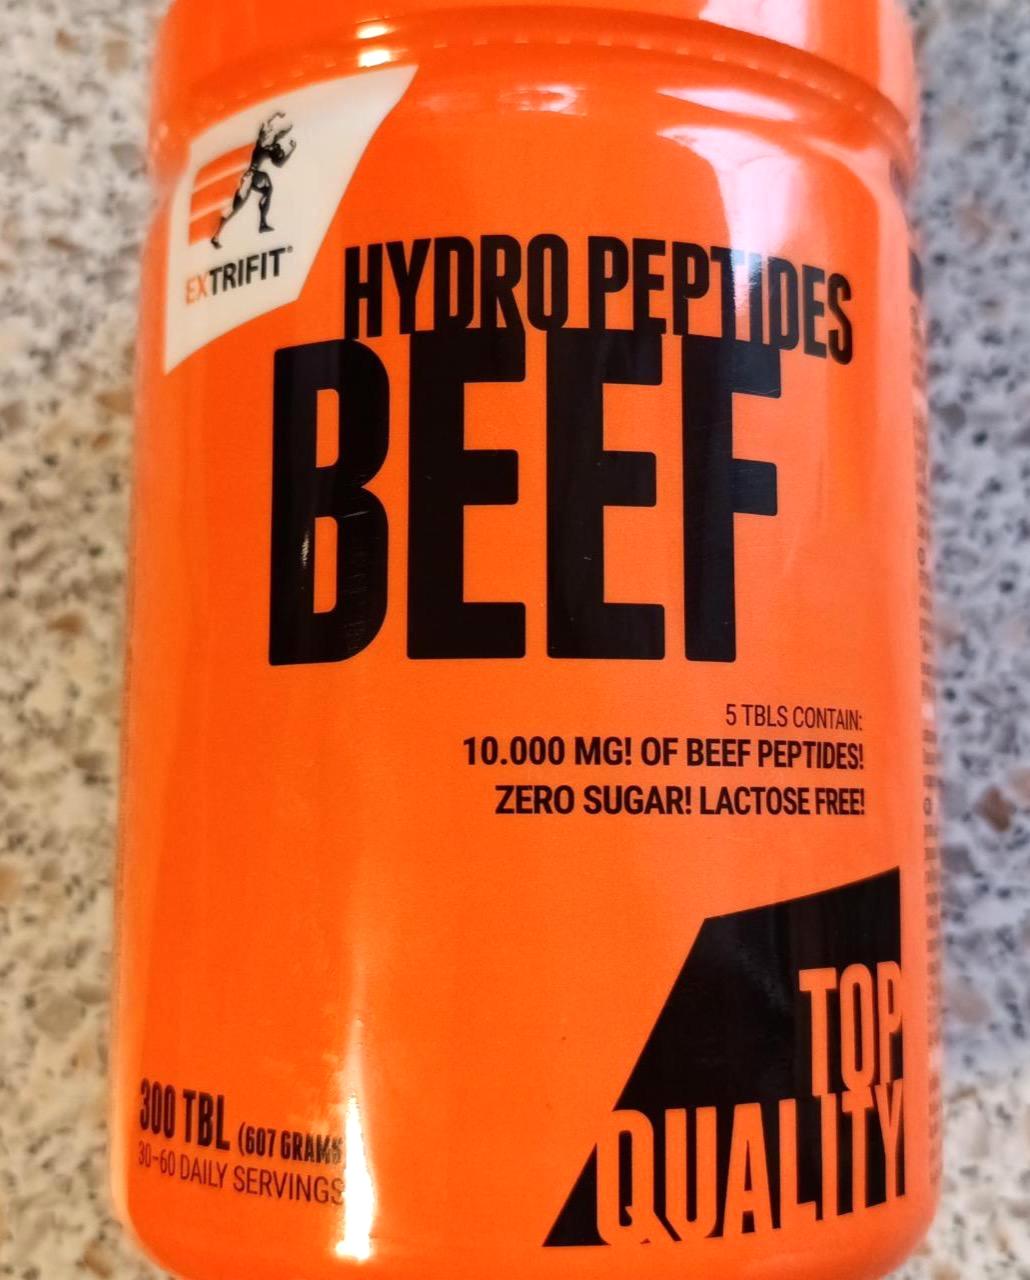 EXTRIFIT®
HYDRO PEPTIDES
BEEF
5 TBLS CONTAIN:
10.000 MG! OF BEEF PEPTIDES!
ZERO SUGAR! LACTOSE FREE!
TOP
QUALITY
300 TBL (607 GRAMS)
30-60 DAILY SERVINGS